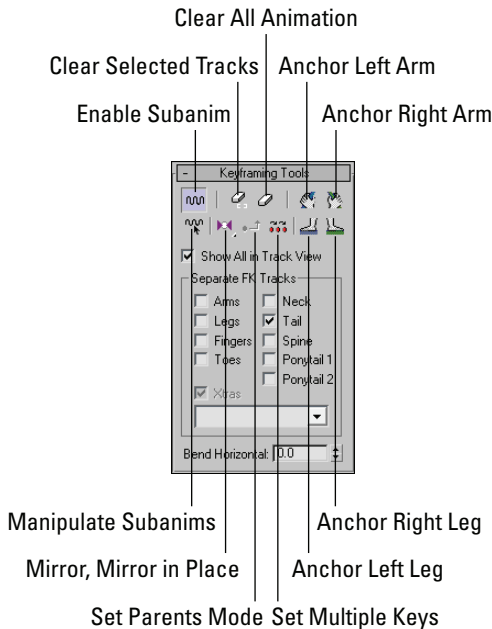 Clear All Animation
Clear Selected Tracks Anchor Left Arm
Enable Subanim Anchor Right Arm
- Keyframing Tools
Show All in Track View
Separate FK Tracks
Arms Neck
Legs Tail
Fingers Spine
Toes Ponytail 1
Ponytail 2
Xtras
Bend Horizontal: 0.0
Manipulate Subanims Anchor Right Leg
Mirror, Mirror in Place Anchor Left Leg
Set Parents Mode Set Multiple Keys